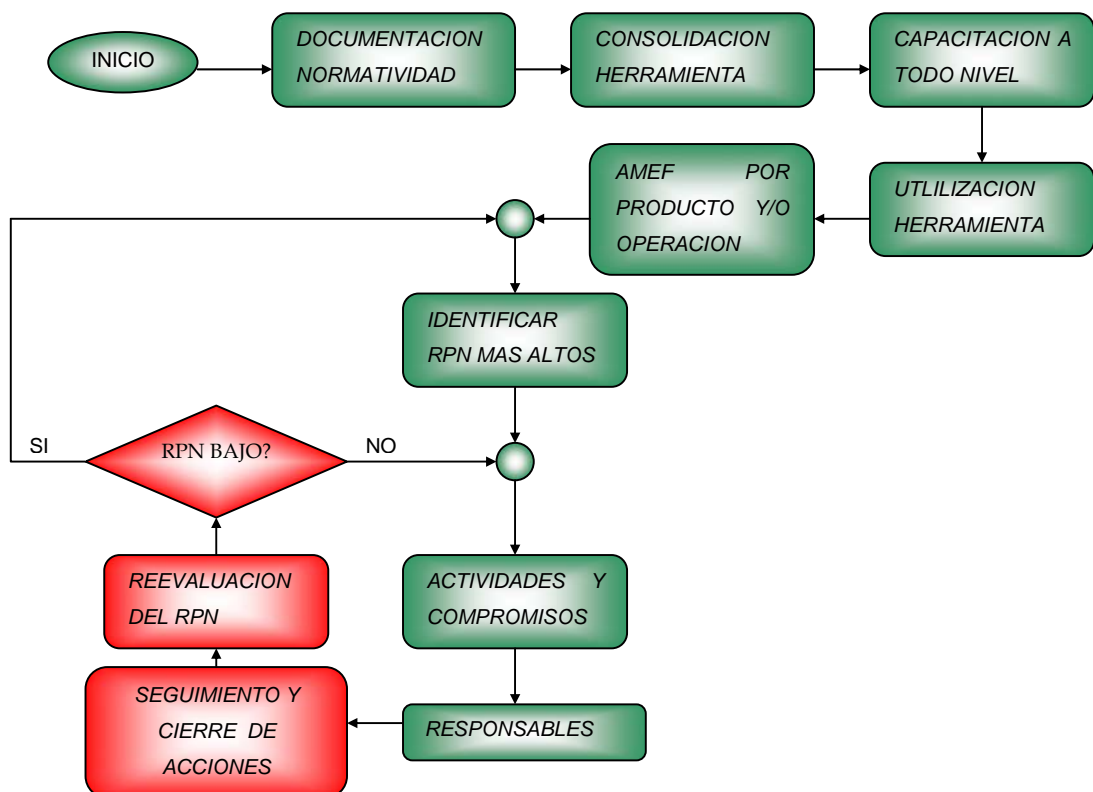 INICIO
DOCUMENTACION
NORMATIVIDAD
CONSOLIDACION
HERRAMIENTA
CAPACITACION A
TODO NIVEL
UTLILIZACION
HERRAMIENTA
AMEF POR
PRODUCTO Y/O
OPERACION
IDENTIFICAR
RPN MAS ALTOS
SI
RPN BAJO?
NO
ACTIVIDADES Y
COMPROMISOS
RESPONSABLES
SEGUIMIENTO Y
CIERRE DE
ACCIONES
REEVALUACION
DEL RPN